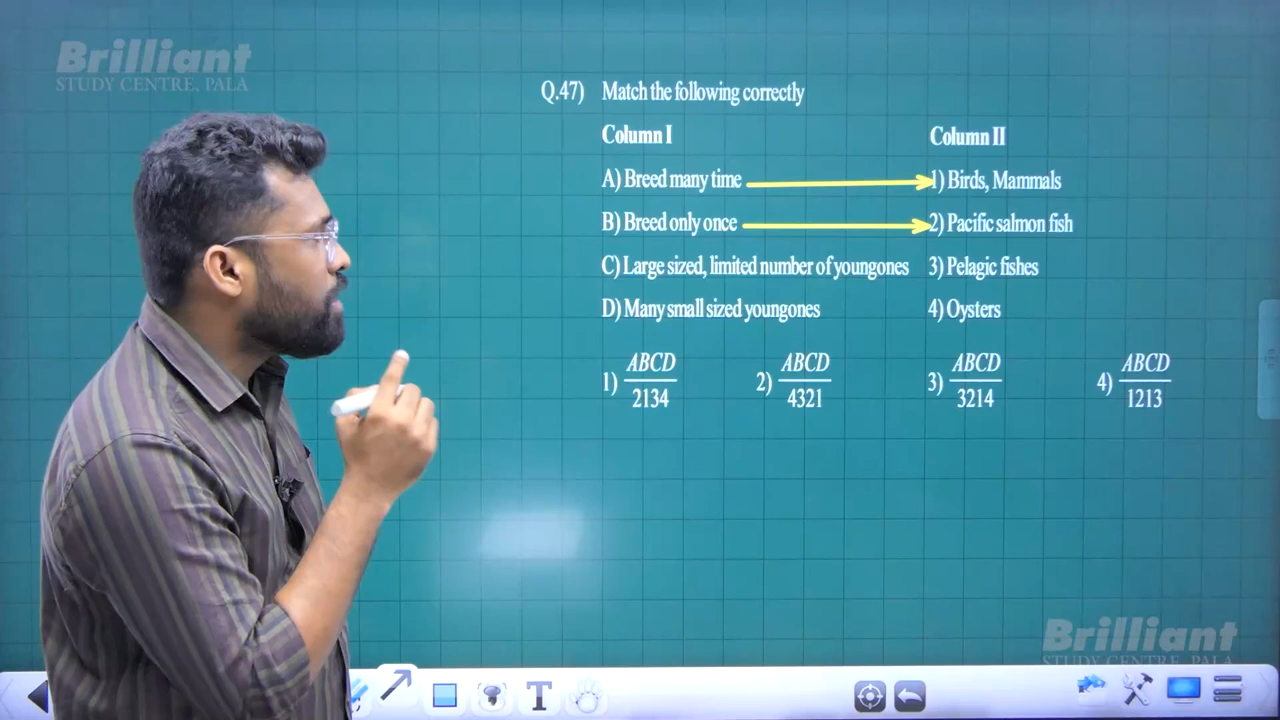 Brilliant
STUDY CENTRE, PALA
Q.47) Match the following correctly
Column I Column II
A) Breed many time 1) Birds, Mammals
B) Breed only once 2) Pacific salmon fish
C) Large sized, limited number of youngones 3) Pelagic fishes
D) Many small sized youngones 4) Oysters
1) ABCD 2) ABCD 3) ABCD 4) ABCD
2134 4321 3214 1213
Brilliant
STUDY CENTRE, PALA
T